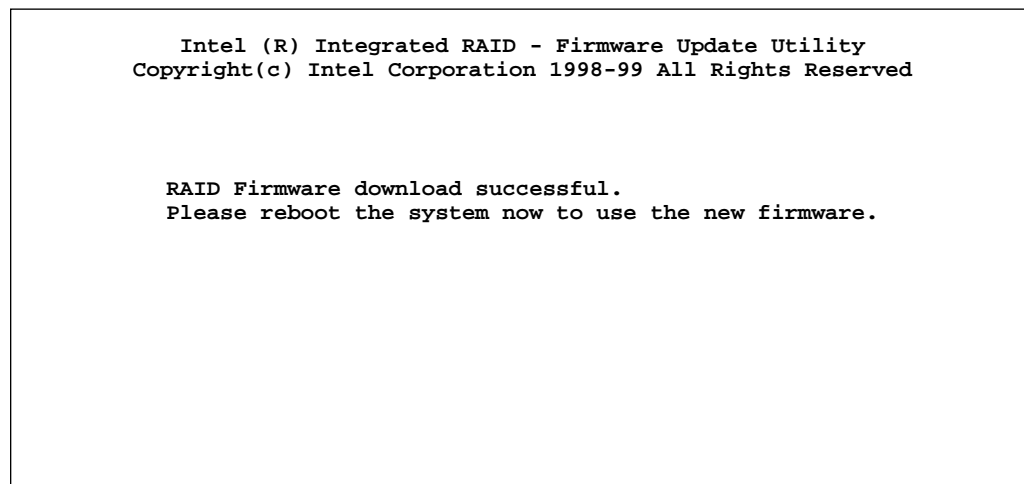 Intel (R) Integrated RAID - Firmware Update Utility
Copyright(c) Intel Corporation 1998-99 All Rights Reserved
RAID Firmware download successful.
Please reboot the system now to use the new firmware.